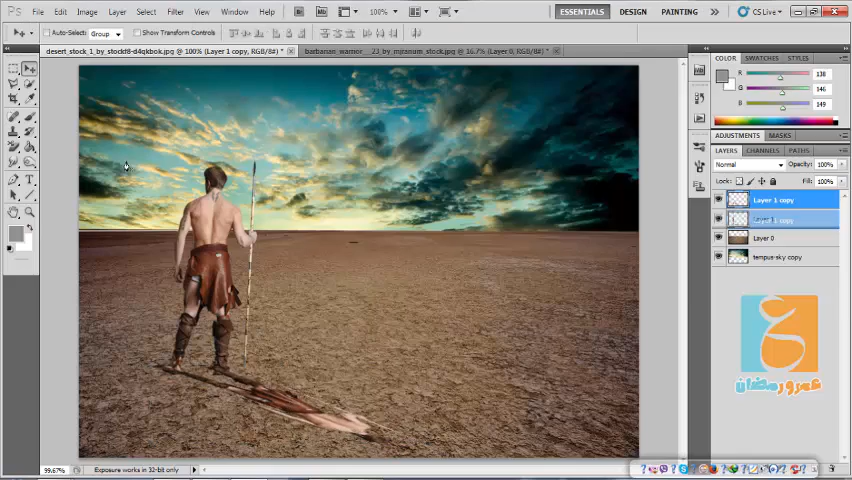 File Edit Image Layer Select Filter Analysis View Window Help
100%
ESSENTIALS DESIGN PAINTING CS Live
Auto-Select: Group Show Transform Controls
desert_stock_1_by_stockf8-d4qkbok.jpg @ 100% (Layer 1 copy, RGB/8#) *
barbarian_warrior__23_by_mjranum_stock.jpg @ 16.7% (Layer 0, RGB/8#) *
COLOR SWATCHES STYLES
R 138
G 146
B 149
ADJUSTMENTS MASKS
LAYERS CHANNELS PATHS
Normal Opacity: 100%
Lock: Fill: 100%
Layer 1 copy
Layer 1 copy
Layer 0
tempus-sky copy
عمرو رمضان
99.67% Exposure works in 32-bit only